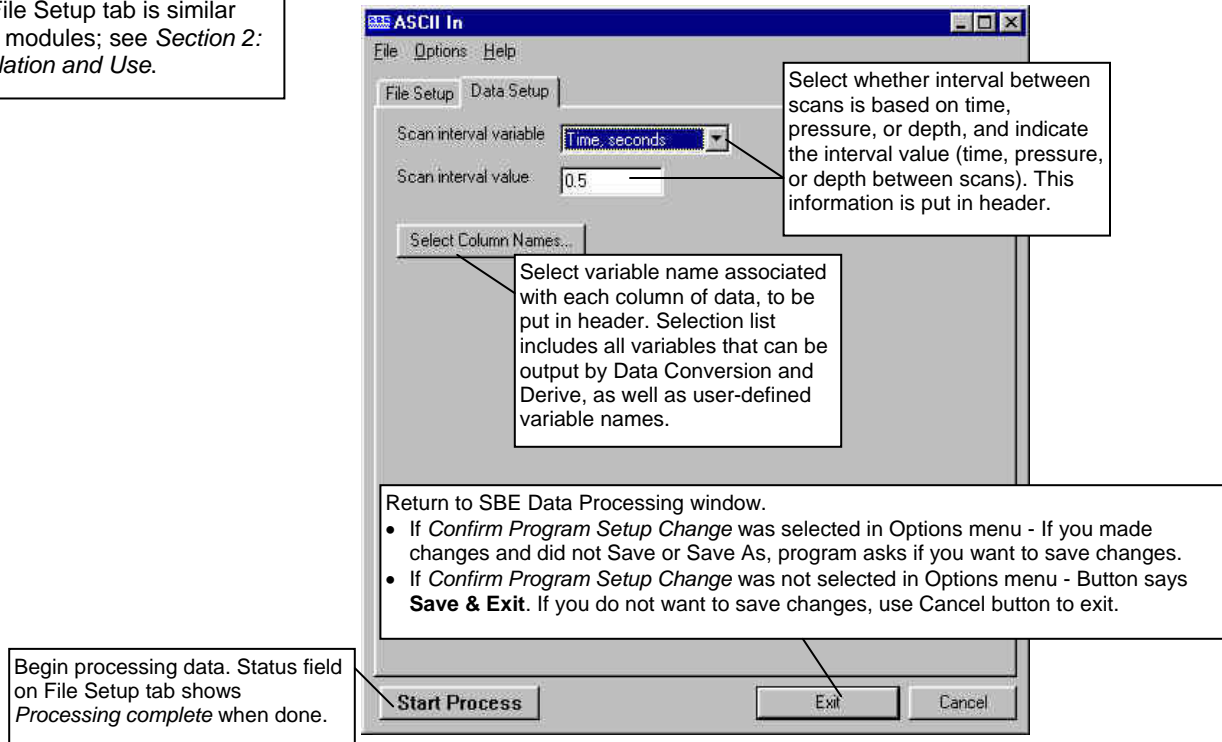 File Setup tab is similar
modules; see Section 2:
and Use.
ASCII In
File Options Help
File Setup Data Setup
Select whether interval between
scans is based on time,
pressure, or depth, and indicate
the interval value (time, pressure,
or depth between scans). This
information is put in header.
Scan interval variable Time, seconds
Scan interval value 0.5
Select Column Names...
Select variable name associated
with each column of data, to be
put in header. Selection list
includes all variables that can be
output by Data Conversion and
Derive, as well as user-defined
variable names.
Return to SBE Data Processing window.
• If Confirm Program Setup Change was selected in Options menu - If you made
changes and did not Save or Save As, program asks if you want to save changes.
• If Confirm Program Setup Change was not selected in Options menu - Button says
Save & Exit. If you do not want to save changes, use Cancel button to exit.
Begin processing data. Status field
on File Setup tab shows
Processing complete when done.
Start Process Exit Cancel